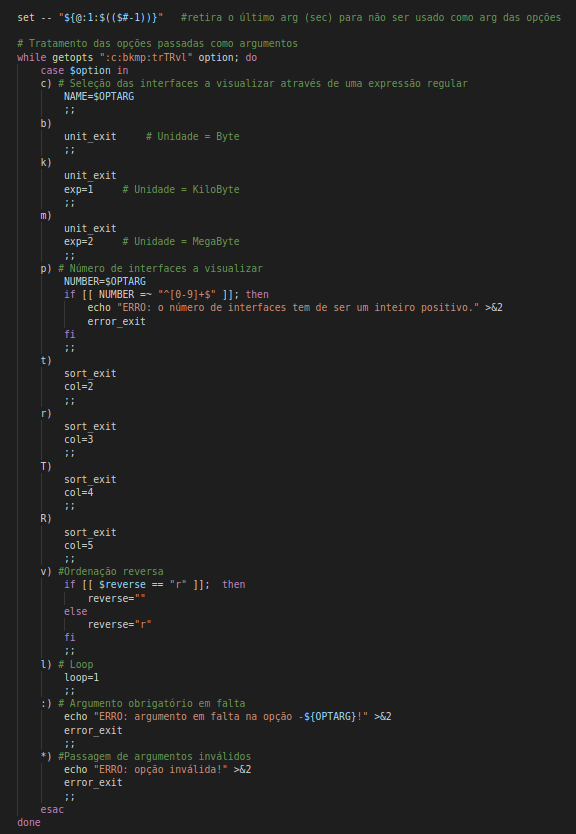 set -- "${@:1:$(($#-1))}"   #retira o último arg (sec) para não ser usado como arg das opções

# Tratamento das opções passadas como argumentos
while getopts ":c:bkmp:trTRvl" option; do
    case $option in
    c) # Seleção das interfaces a visualizar através de uma expressão regular
        NAME=$OPTARG
        ;;
    b)
        unit_exit     # Unidade = Byte
        ;;
    k)
        unit_exit
        exp=1     # Unidade = KiloByte
        ;;
    m)
        unit_exit
        exp=2     # Unidade = MegaByte
        ;;
    p) # Número de interfaces a visualizar
        NUMBER=$OPTARG
        if [[ NUMBER =~ "^[0-9]+$" ]]; then
            echo "ERRO: o número de interfaces tem de ser um inteiro positivo." >&2
            error_exit
        fi
        ;;
    t)
        sort_exit
        col=2
        ;;
    r)
        sort_exit
        col=3
        ;;
    T)
        sort_exit
        col=4
        ;;
    R)
        sort_exit
        col=5
        ;;
    v) #Ordenação reversa
        if [[ $reverse == "r" ]];  then
            reverse=""
        else
            reverse="r"
        fi
        ;;
    l) # Loop
        loop=1
        ;;
    :) # Argumento obrigatório em falta
        echo "ERRO: argumento em falta na opção -${OPTARG}!" >&2
        error_exit
        ;;
    *) #Passagem de argumentos inválidos
        echo "ERRO: opção inválida!" >&2
        error_exit
        ;;
    esac
done